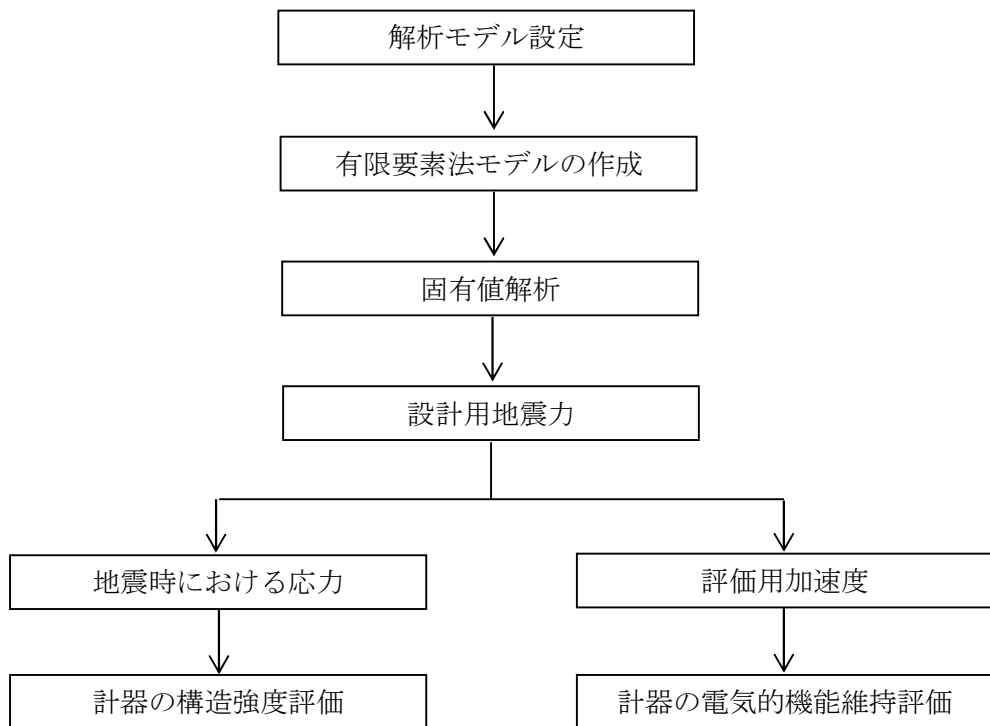 解析モデル設定
有限要素法モデルの作成
固有値解析
設計用地震力
地震時における応力
評価用加速度
計器の構造強度評価
計器の電気的機能維持評価